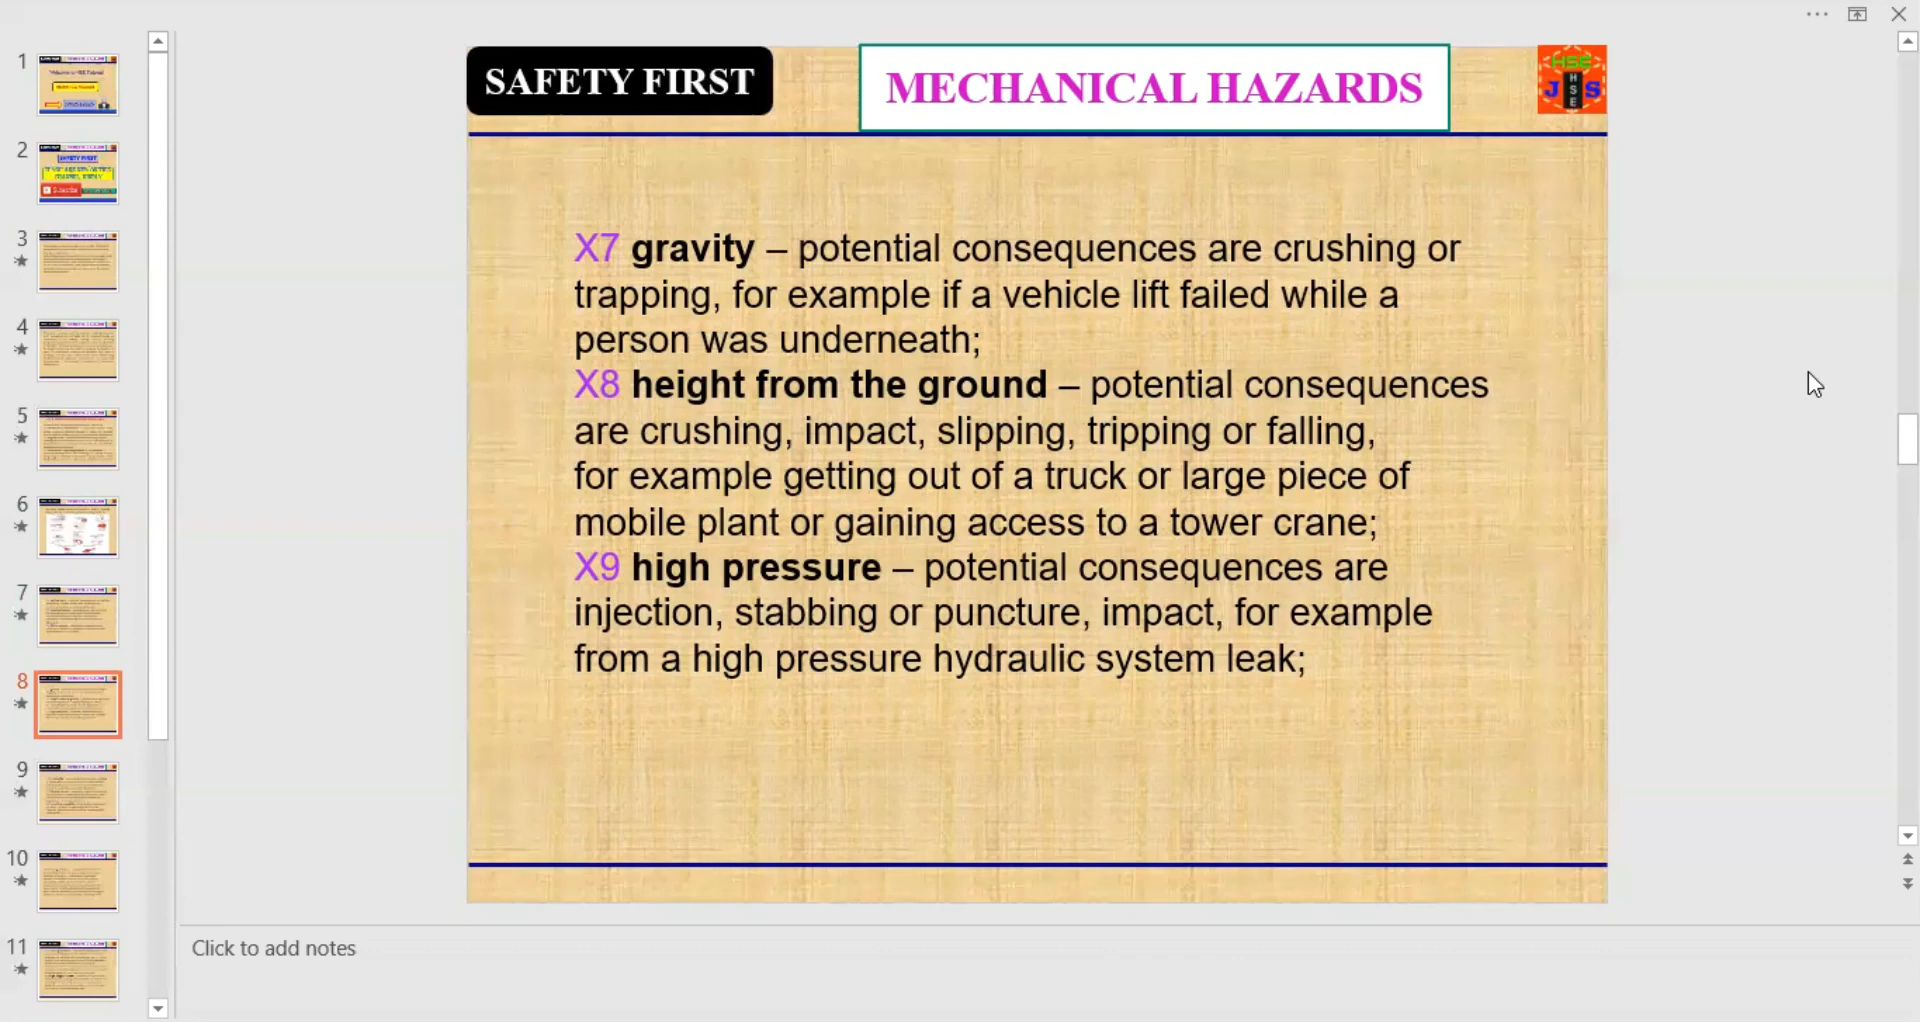 SAFETY FIRST
MECHANICAL HAZARDS
HSE
J HSE S
X7 gravity – potential consequences are crushing or
trapping, for example if a vehicle lift failed while a
person was underneath;
X8 height from the ground – potential consequences
are crushing, impact, slipping, tripping or falling,
for example getting out of a truck or large piece of
mobile plant or gaining access to a tower crane;
X9 high pressure – potential consequences are
injection, stabbing or puncture, impact, for example
from a high pressure hydraulic system leak;
1
2
3
4
5
6
7
8
9
10
11
Click to add notes